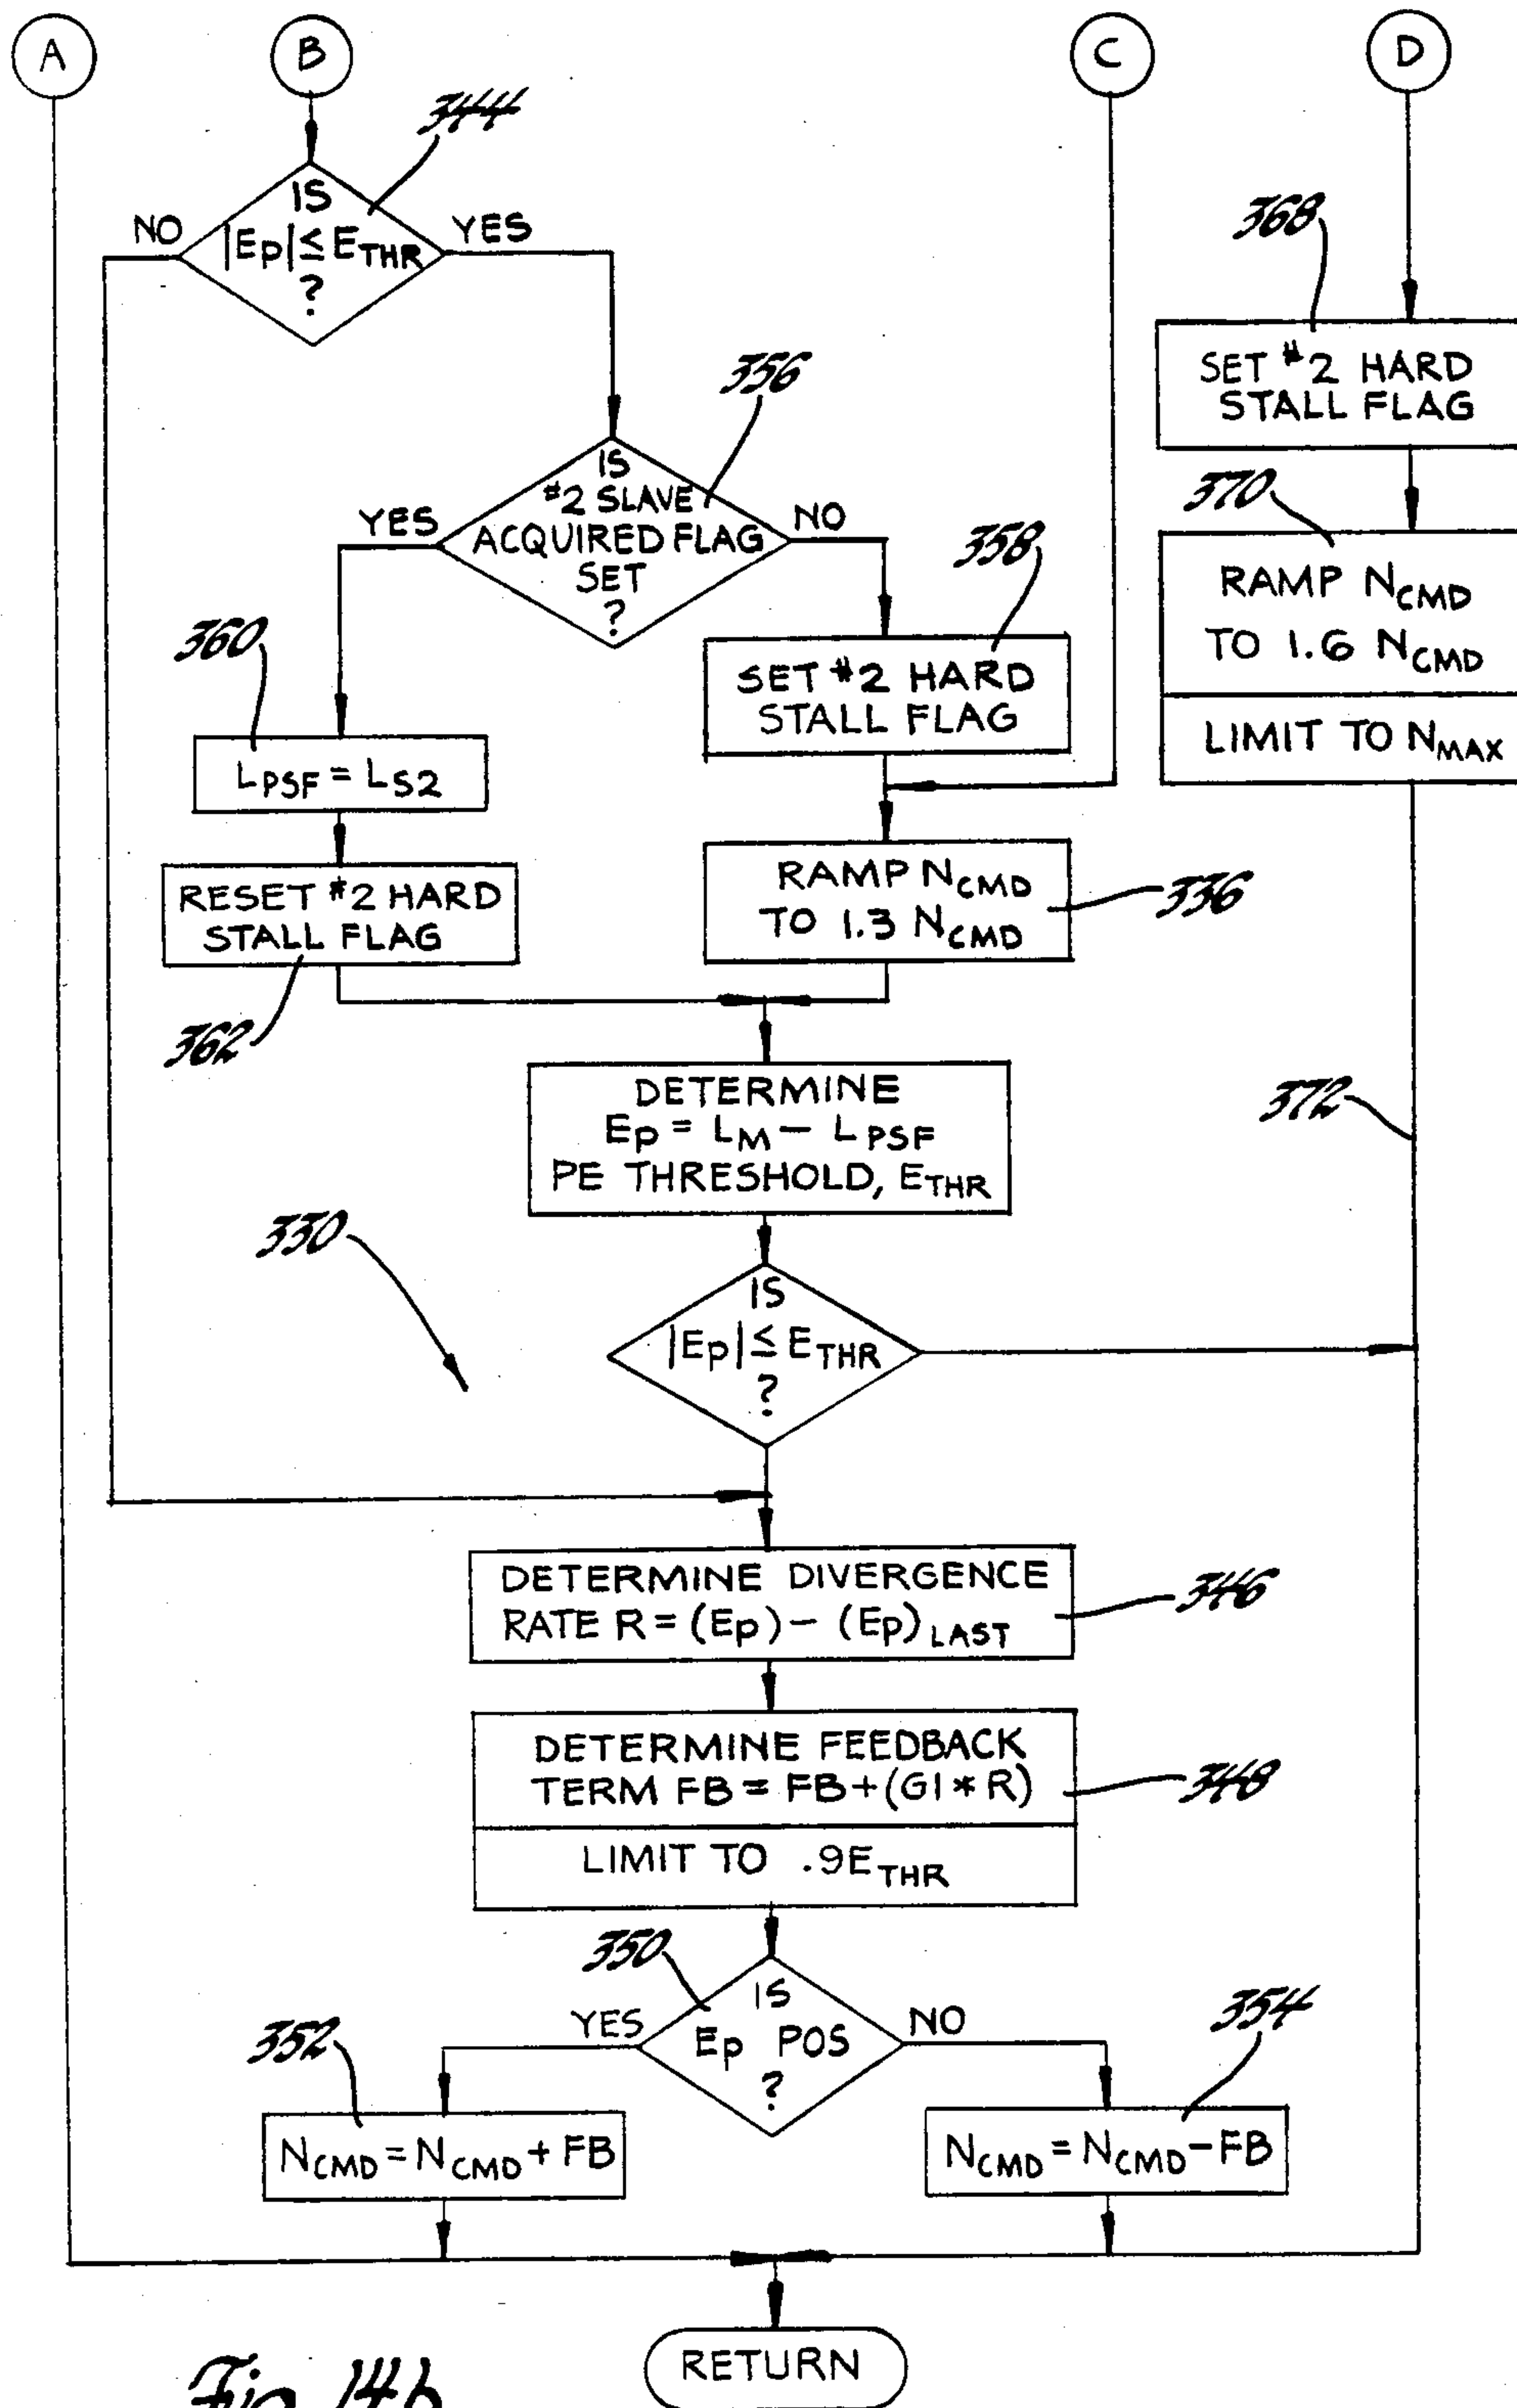 A
B
C
D
344
IS
|Ep| ≤ ETHR
?
NO
YES
368
SET #2 HARD
STALL FLAG
356
IS
#2 SLAVE
ACQUIRED FLAG
SET
?
YES
NO
370
RAMP NCMD
TO 1.6 NCMD
LIMIT TO NMAX
358
SET #2 HARD
STALL FLAG
360
LPSF = LS2
RESET #2 HARD
STALL FLAG
362
RAMP NCMD
TO 1.3 NCMD
336
DETERMINE
Ep = LM - LPSF
PE THRESHOLD, ETHR
372
330
IS
|Ep| ≤ ETHR
?
DETERMINE DIVERGENCE
RATE R = (Ep) - (Ep)LAST
346
DETERMINE FEEDBACK
TERM FB = FB + (G1 * R)
348
LIMIT TO .9ETHR
350
IS
Ep POS
?
YES
NO
352
NCMD = NCMD + FB
354
NCMD = NCMD - FB
RETURN
Fig. 14b